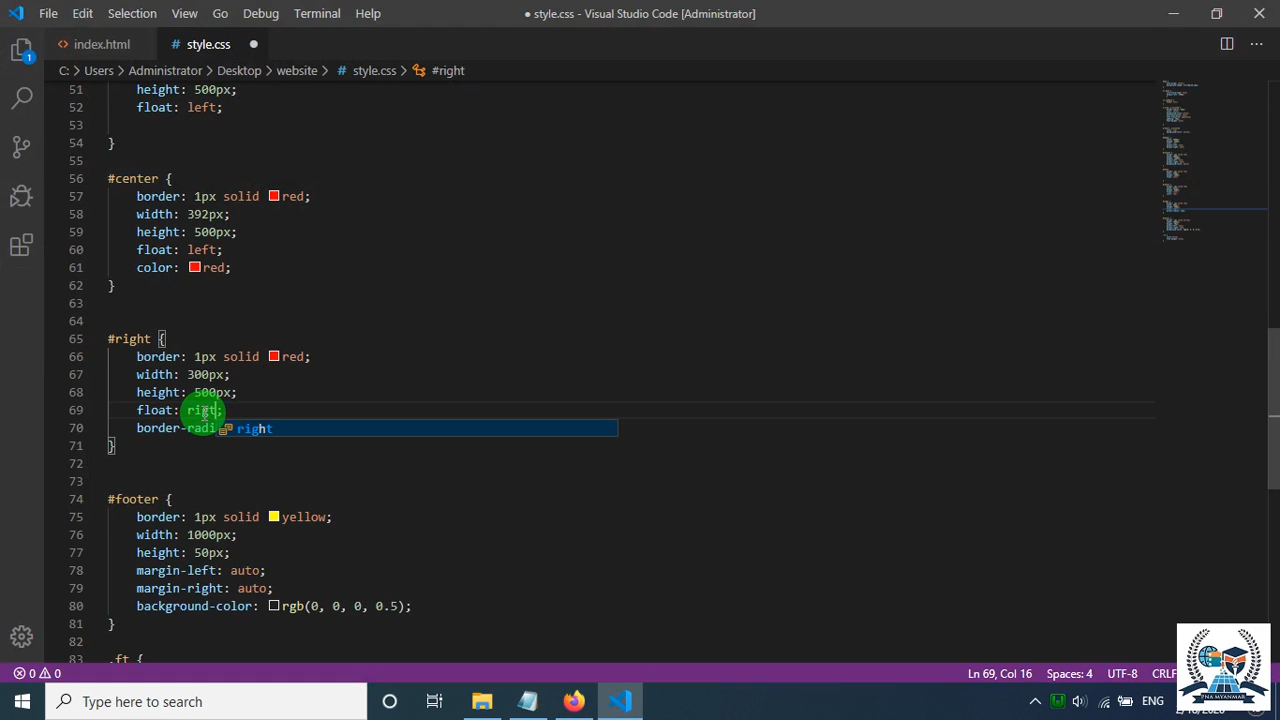 File Edit Selection View Go Debug Terminal Help
● style.css - Visual Studio Code [Administrator]
1
index.html
style.css
C: > Users > Administrator > Desktop > website > style.css > #right
51 height: 500px;
52 float: left;
53
54 }
55
56 #center {
57 border: 1px solid red;
58 width: 392px;
59 height: 500px;
60 float: left;
61 color: red;
62 }
63
64
65 #right {
66 border: 1px solid red;
67 width: 300px;
68 height: 500px;
69 float: rigt;
70 border-radi
right
71 }
72
73
74 #footer {
75 border: 1px solid yellow;
76 width: 1000px;
77 height: 50px;
78 margin-left: auto;
79 margin-right: auto;
80 background-color: rgb(0, 0, 0, 0.5);
81 }
82
83 .ft {
0 0
Ln 69, Col 16 Spaces: 4 UTF-8 CRLF
Type here to search
ENG
PNA MYANMAR